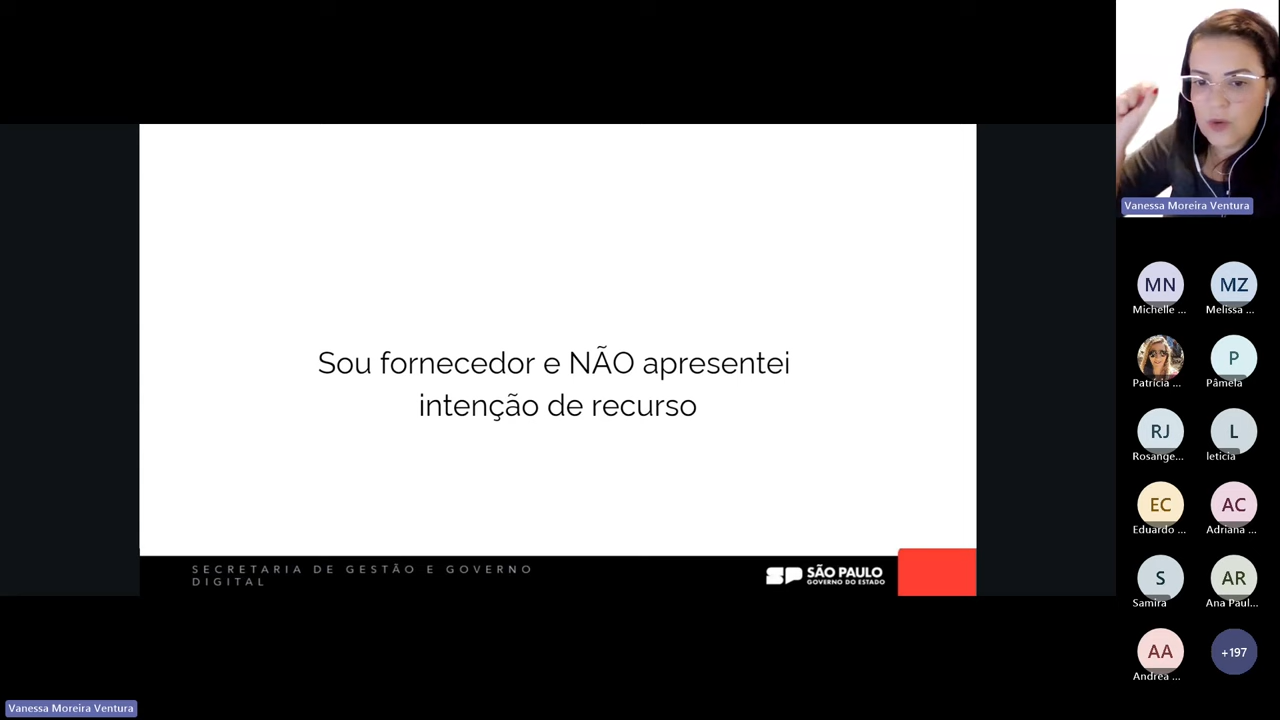 Sou fornecedor e NÃO apresentei
intenção de recurso
SECRETARIA DE GESTÃO E GOVERNO
DIGITAL
SP SÃO PAULO
GOVERNO DO ESTADO
Vanessa Moreira Ventura
MN
MZ
Michelle ...
Melissa ...
P
Patrícia ...
Pâmela
RJ
L
Rosange...
leticia
EC
AC
Eduardo ...
Adriana ...
S
AR
Samira
Ana Paul...
AA
+197
Andrea ...
Vanessa Moreira Ventura